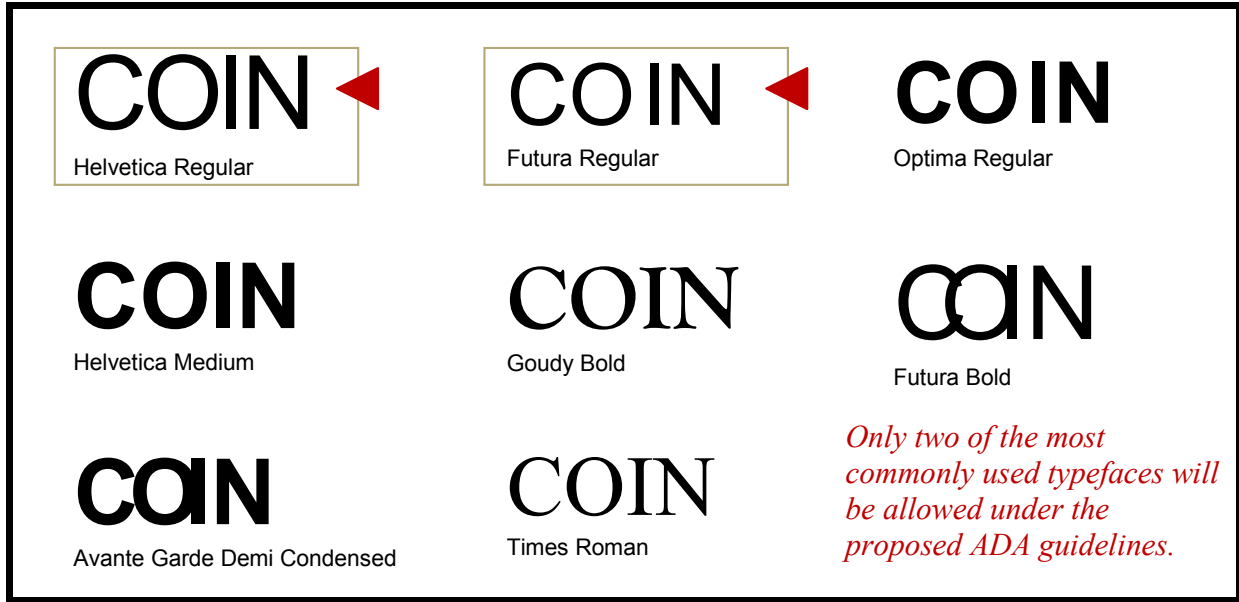 COIN
Helvetica Regular
COIN
Futura Regular
COIN
Optima Regular
COIN
Helvetica Medium
COIN
Goudy Bold
COIN
Futura Bold
COIN
Avante Garde Demi Condensed
COIN
Times Roman
Only two of the most
commonly used typefaces will
be allowed under the
proposed ADA guidelines.